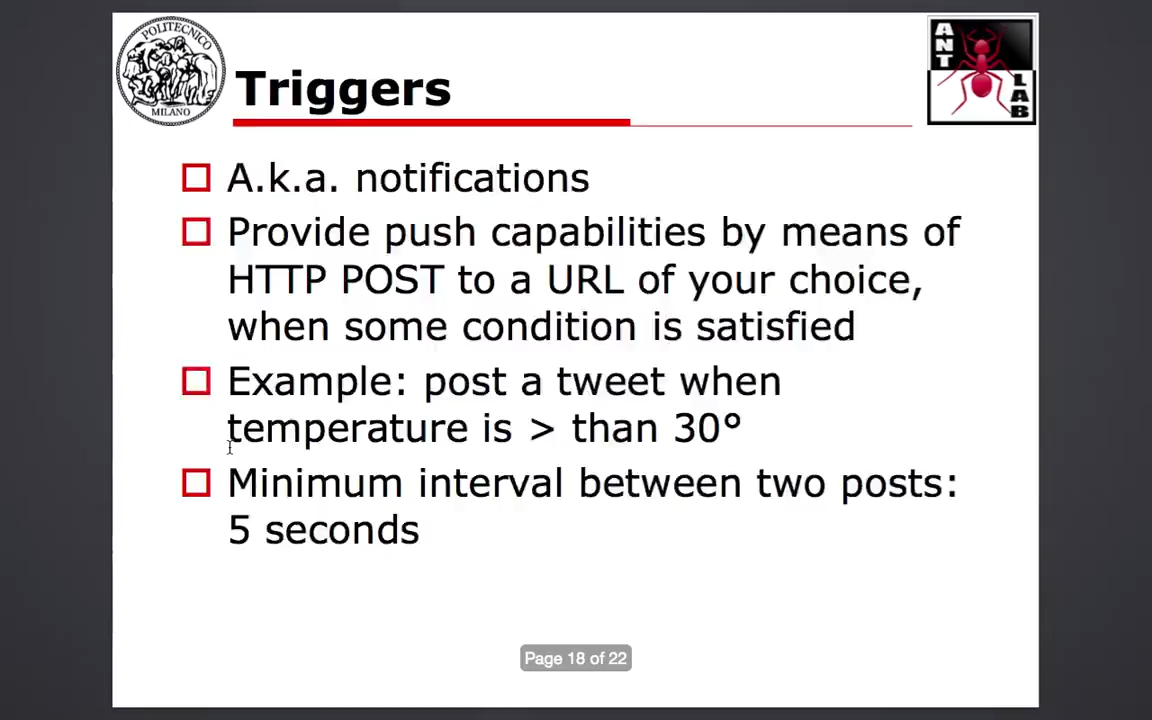 POLITECNICO
MILANO
Triggers
ANT
LAB
A.k.a. notifications
Provide push capabilities by means of
HTTP POST to a URL of your choice,
when some condition is satisfied
Example: post a tweet when
temperature is > than 30°
Minimum interval between two posts:
5 seconds
Page 18 of 22